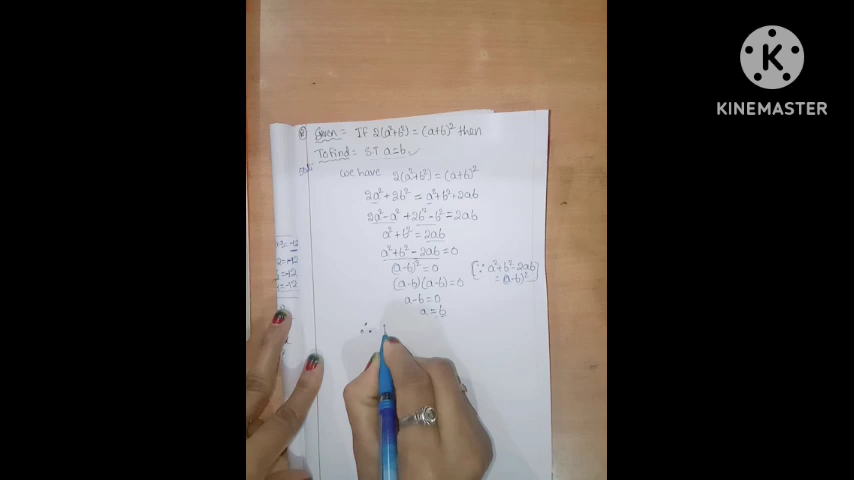 Given = If 2(a²+b²) = (a+b)² then
To find = S.T a=b
we have 2(a²+b²) = (a+b)²
2a² + 2b² = a²+b²+2ab
2a²-a² +2b²-b² = 2ab
a²+b² = 2ab
a²+b²-2ab = 0
(a-b)² = 0 [∵ a²+b²-2ab
= (a-b)²]
(a-b)(a-b) = 0
a-b = 0
a = b
∴
K
KINEMASTER